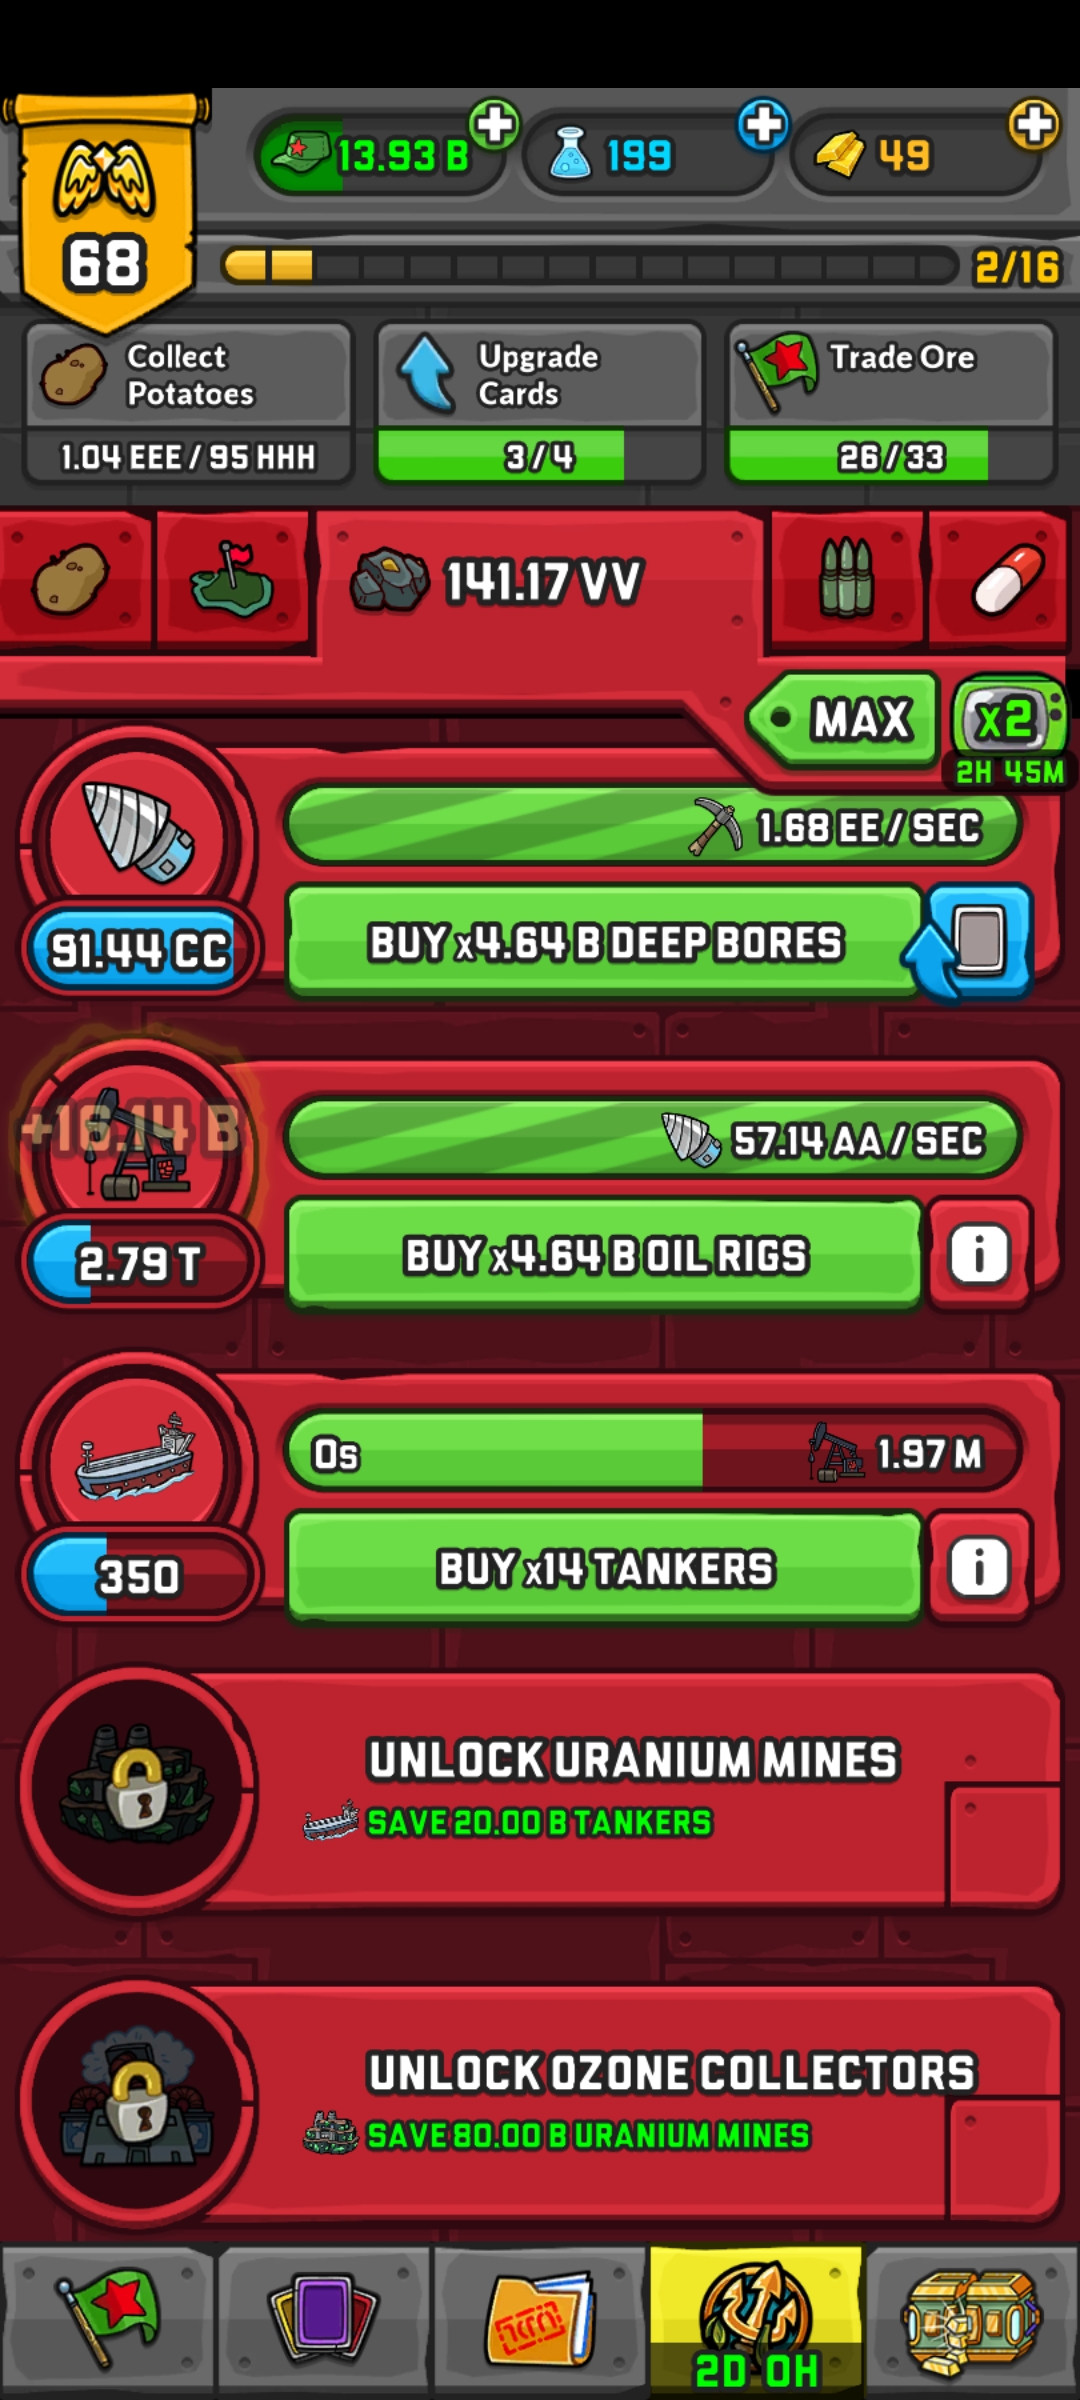 13.93 B
199
49
68
2/16
Collect
Potatoes
1.04 EEE / 95 HHH
Upgrade
Cards
3/4
Trade Ore
26/33
141.17 VV
MAX
x2
2H 45M
1.68 EE / SEC
91.44 CC
BUY x4.64 B DEEP BORES
+16.14 B
57.14 AA / SEC
2.79 T
BUY x4.64 B OIL RIGS
i
0s
1.97 M
350
BUY x14 TANKERS
i
UNLOCK URANIUM MINES
SAVE 20.00 B TANKERS
UNLOCK OZONE COLLECTORS
SAVE 80.00 B URANIUM MINES
2D 0H